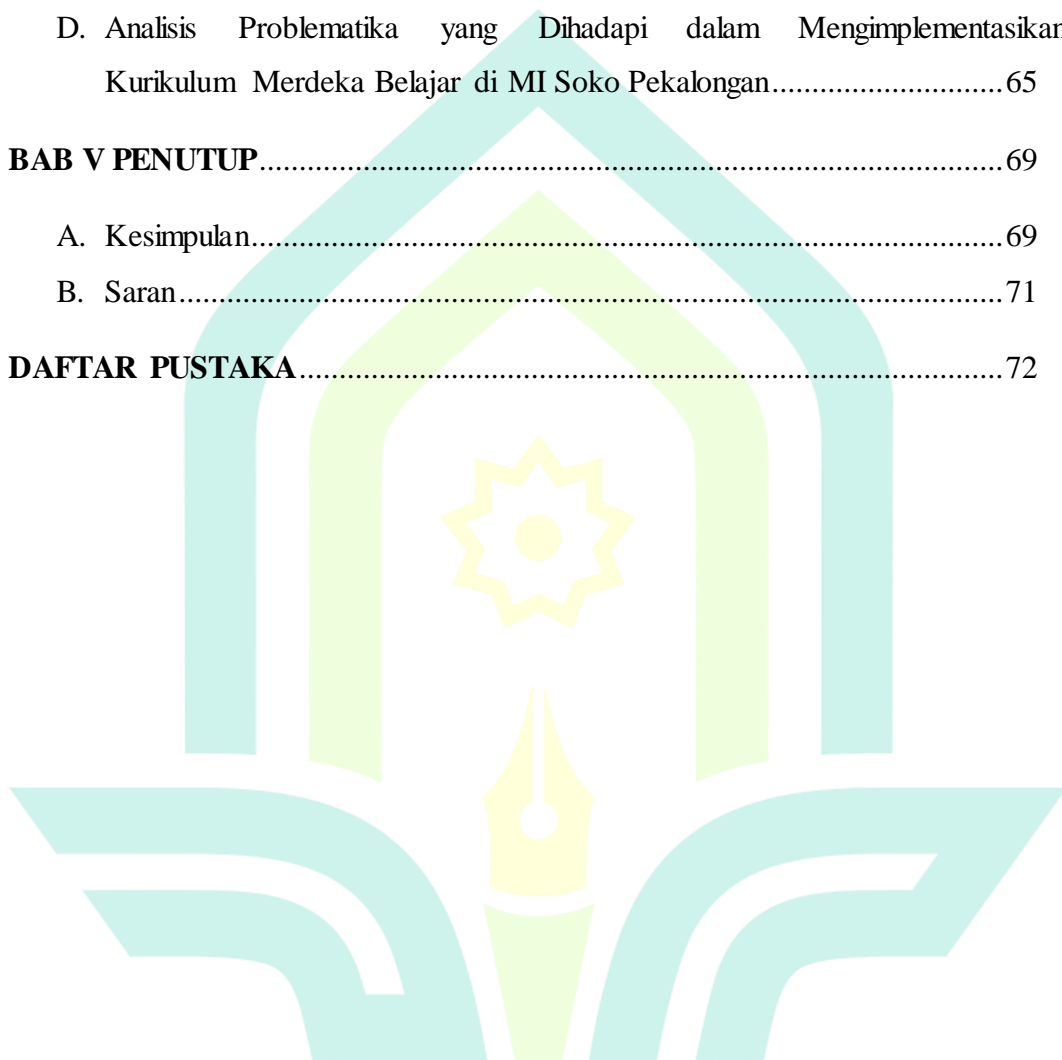 D. Analisis Problematika yang Dihadapi dalam Mengimplementasikan
Kurikulum Merdeka Belajar di MI Soko Pekalongan............................65
BAB V PENUTUP............................................................................................69
A. Kesimpulan.............................................................................................69
B. Saran......................................................................................................71
DAFTAR PUSTAKA.......................................................................................72